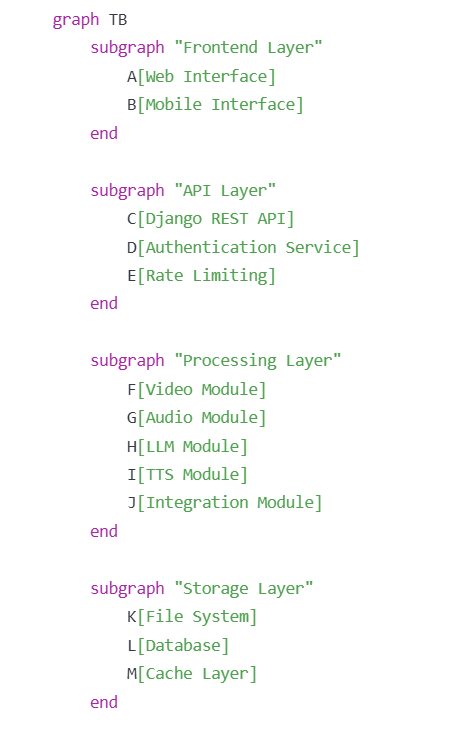 graph TB
subgraph "Frontend Layer"
A[Web Interface]
B[Mobile Interface]
end
subgraph "API Layer"
C[Django REST API]
D[Authentication Service]
E[Rate Limiting]
end
subgraph "Processing Layer"
F[Video Module]
G[Audio Module]
H[LLM Module]
I[TTS Module]
J[Integration Module]
end
subgraph "Storage Layer"
K[File System]
L[Database]
M[Cache Layer]
end